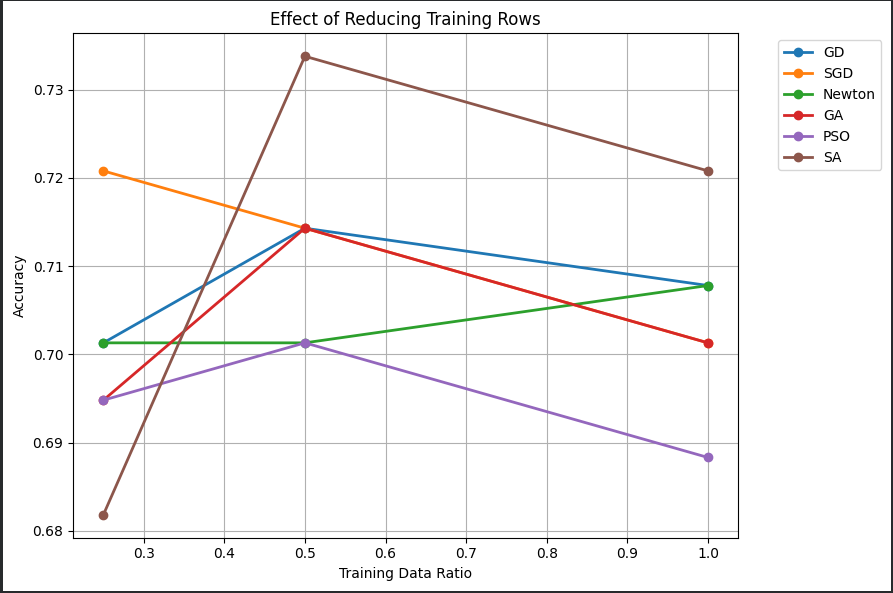 Effect of Reducing Training Rows
GD
SGD
Newton
GA
PSO
SA
Accuracy
0.73
0.72
0.71
0.70
0.69
0.68
0.3 0.4 0.5 0.6 0.7 0.8 0.9 1.0
Training Data Ratio